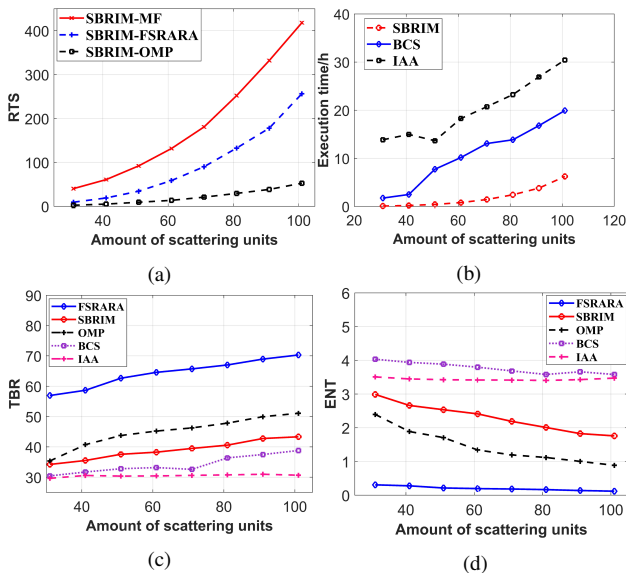 SBRIM-MF
SBRIM-FSRARA
SBRIM-OMP
RTS
400
300
200
100
0
40
60
80
100
Amount of scattering units
(a)
SBRIM
BCS
IAA
Execution time/h
40
30
20
10
0
20
40
60
80
100
120
Amount of scattering units
(b)
FSRARA
SBRIM
OMP
BCS
IAA
TBR
90
80
70
60
50
40
30
40
60
80
100
Amount of scattering units
(c)
FSRARA
SBRIM
OMP
BCS
IAA
ENT
6
5
4
3
2
1
0
40
60
80
100
Amount of scattering units
(d)